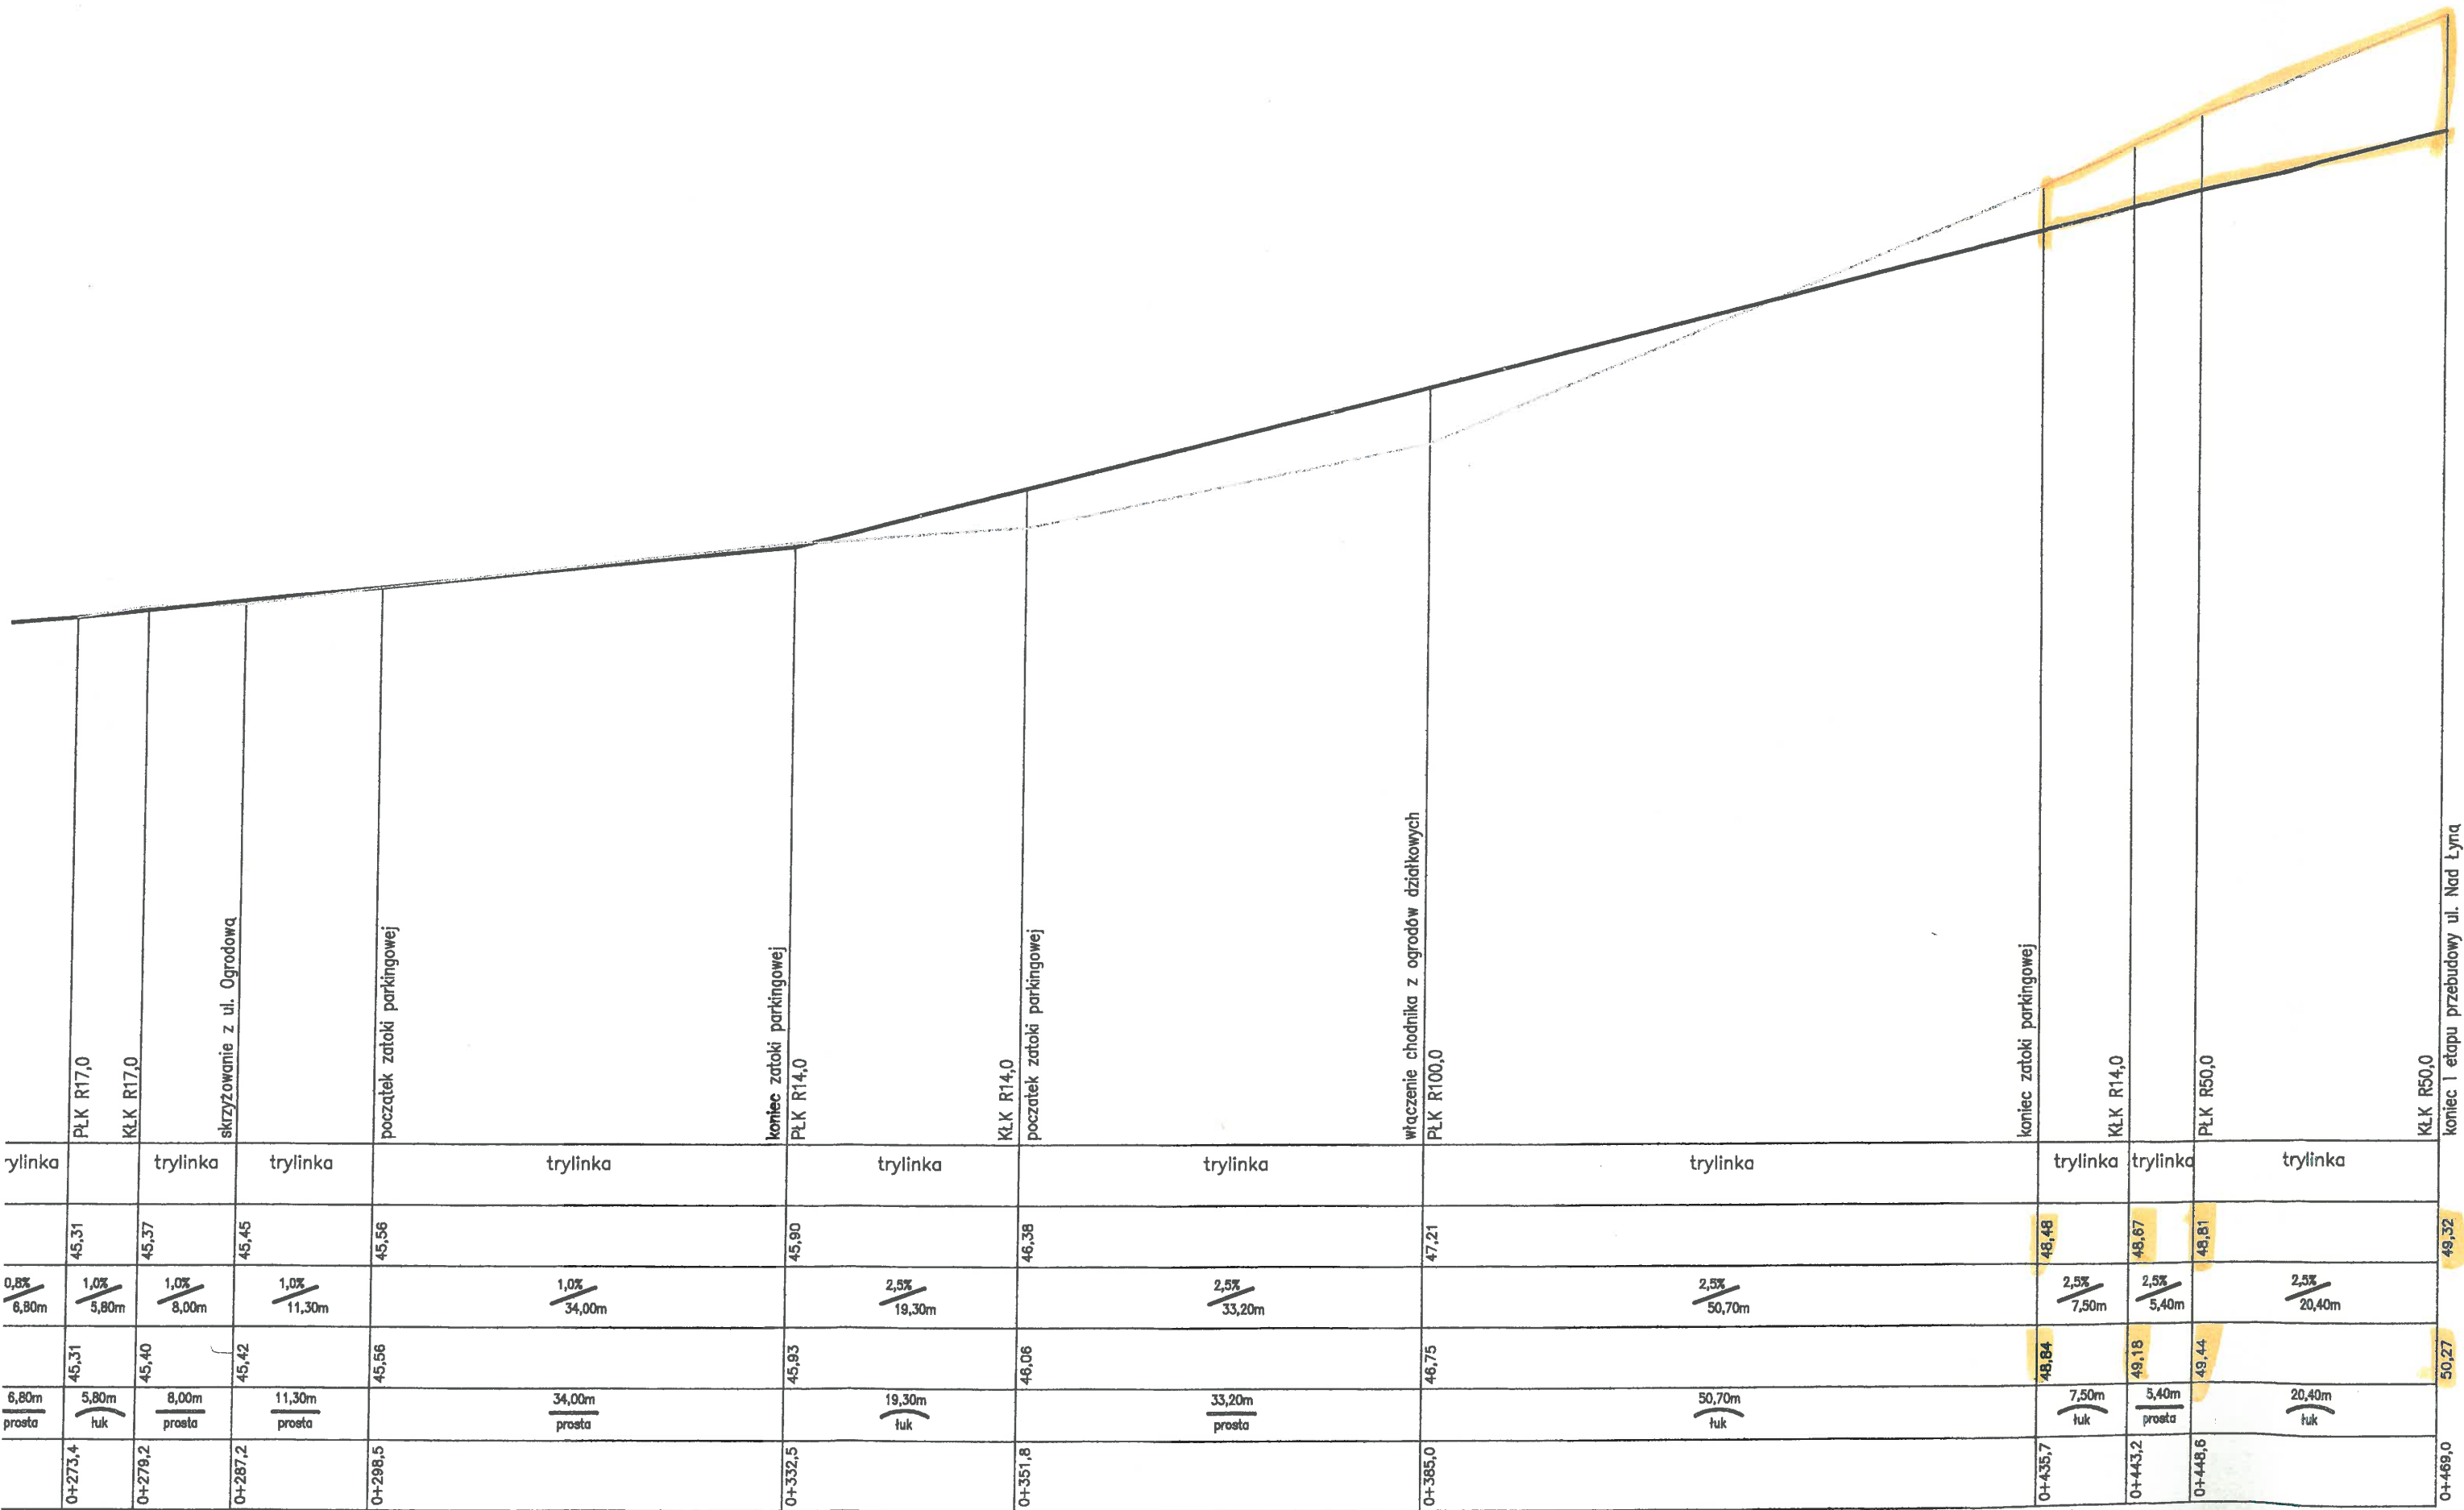 PŁK R17,0
KŁK R17,0
skrzyżowanie z ul. Ogrodową
początek zatoki parkingowej
koniec zatoki parkingowej
PŁK R14,0
KŁK R14,0
poczatek zatoki parkingowej
włączenie chodnika z ogrodów działkowych
PŁK R100,0
koniec zatoki parkingowej
KŁK R14,0
PŁK R50,0
KŁK R50,0
koniec I etapu przebudowy ul. Nad Łyną
rylinka trylinka trylinka trylinka trylinka trylinka trylinka trylinka trylinka trylinka
45,31 45,37 45,45 45,56 45,90 46,38 47,21 48,48 48,67 48,81 49,32
0,8% 1,0% 1,0% 1,0% 1,0% 2,5% 2,5% 2,5% 2,5% 2,5% 2,5%
6,80m 5,80m 8,00m 11,30m 34,00m 19,30m 33,20m 50,70m 7,50m 5,40m 20,40m
45,31 45,40 45,42 45,56 45,93 46,06 46,75 48,84 49,18 49,44 50,27
6,80m 5,80m 8,00m 11,30m 34,00m 19,30m 33,20m 50,70m 7,50m 5,40m 20,40m
prosta łuk prosta prosta prosta łuk prosta łuk łuk prosta łuk
0+273,4 0+279,2 0+287,2 0+298,5 0+332,5 0+351,8 0+385,0 0+435,7 0+443,2 0+448,6 0+469,0